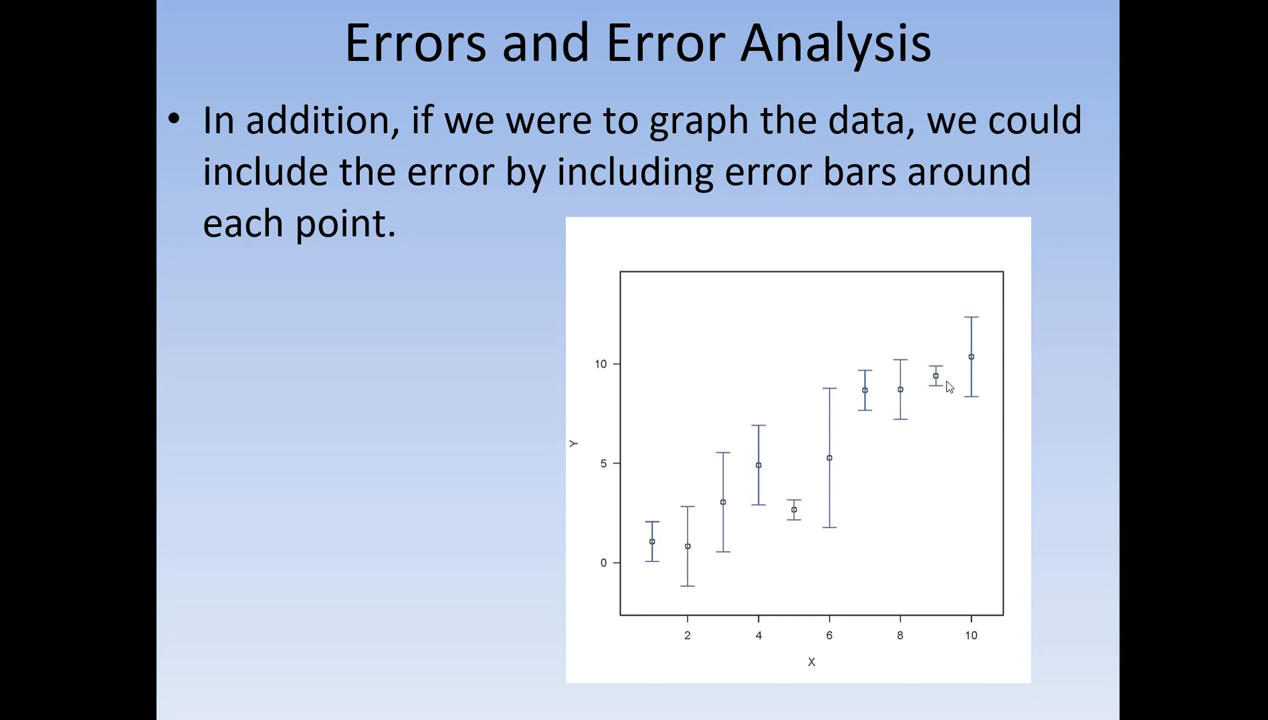 Errors and Error Analysis
• In addition, if we were to graph the data, we could
include the error by including error bars around
each point.
10
5
0
Y
2 4 6 8 10
X